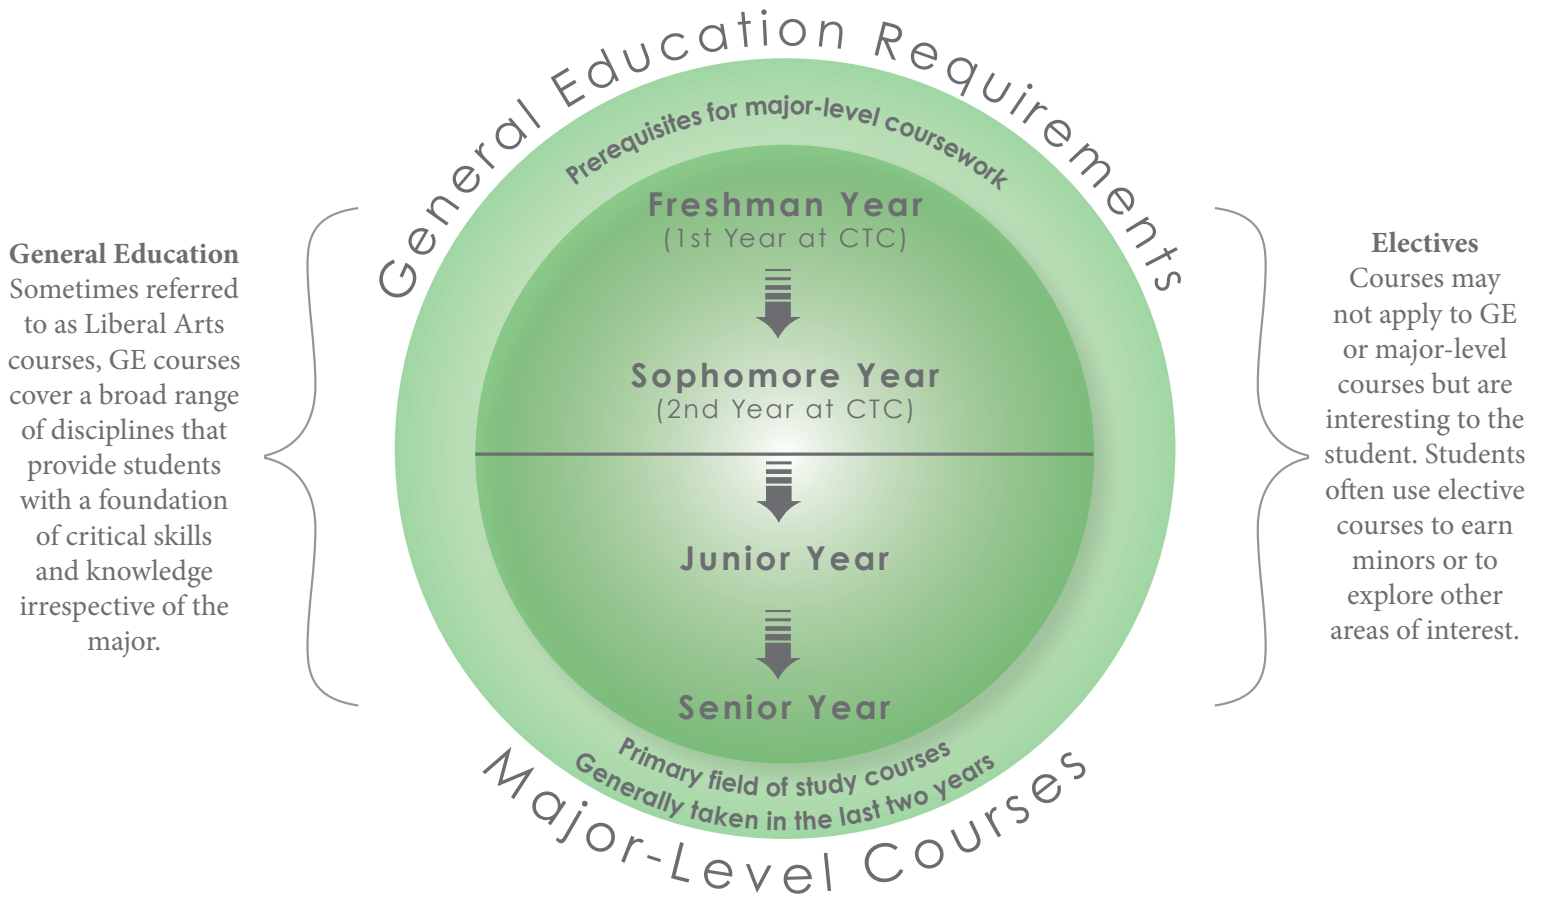 General Education Requirements
Prerequisites for major-level coursework
Freshman Year
(1st Year at CTC)
Sophomore Year
(2nd Year at CTC)
Junior Year
Senior Year
Primary field of study courses
Generally taken in the last two years
Major-Level Courses
General Education
Sometimes referred
to as Liberal Arts
courses, GE courses
cover a broad range
of disciplines that
provide students
with a foundation
of critical skills
and knowledge
irrespective of the
major.
Electives
Courses may
not apply to GE
or major-level
courses but are
interesting to the
student. Students
often use elective
courses to earn
minors or to
explore other
areas of interest.